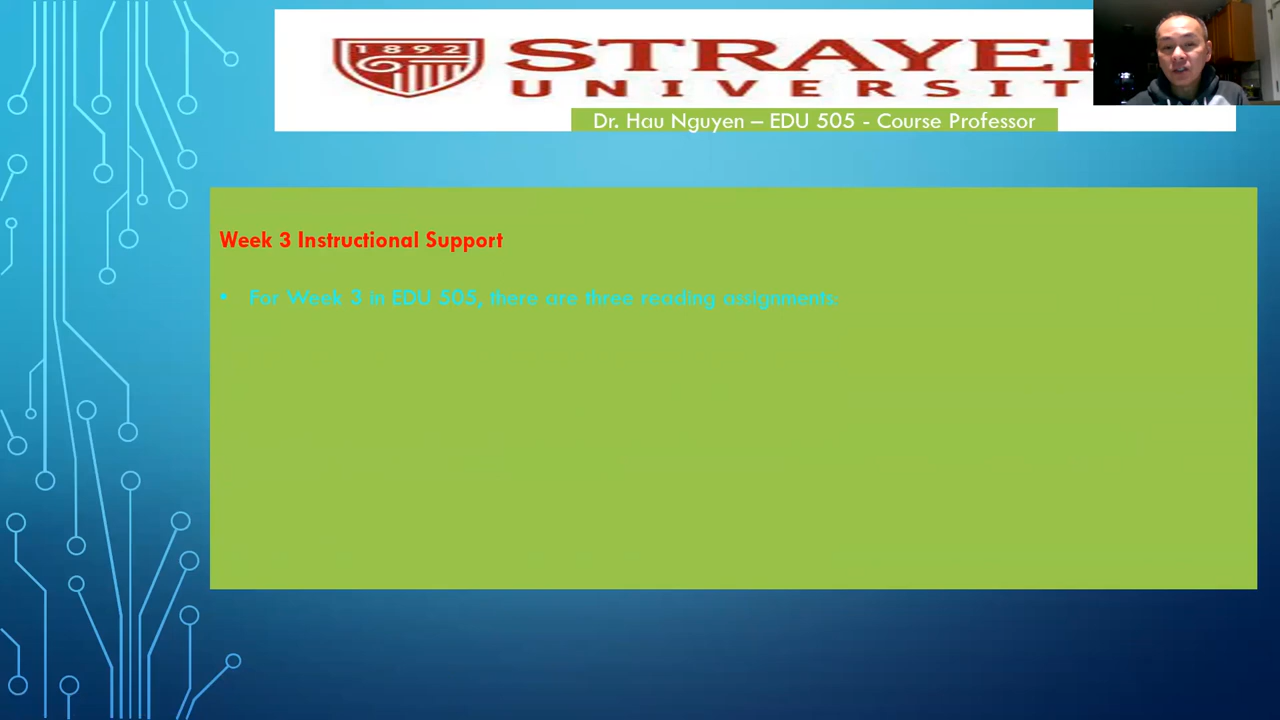 1892
STRAYER
UNIVERSIT
Dr. Hau Nguyen – EDU 505 - Course Professor
Week 3 Instructional Support
• For Week 3 in EDU 505, there are three reading assignments: